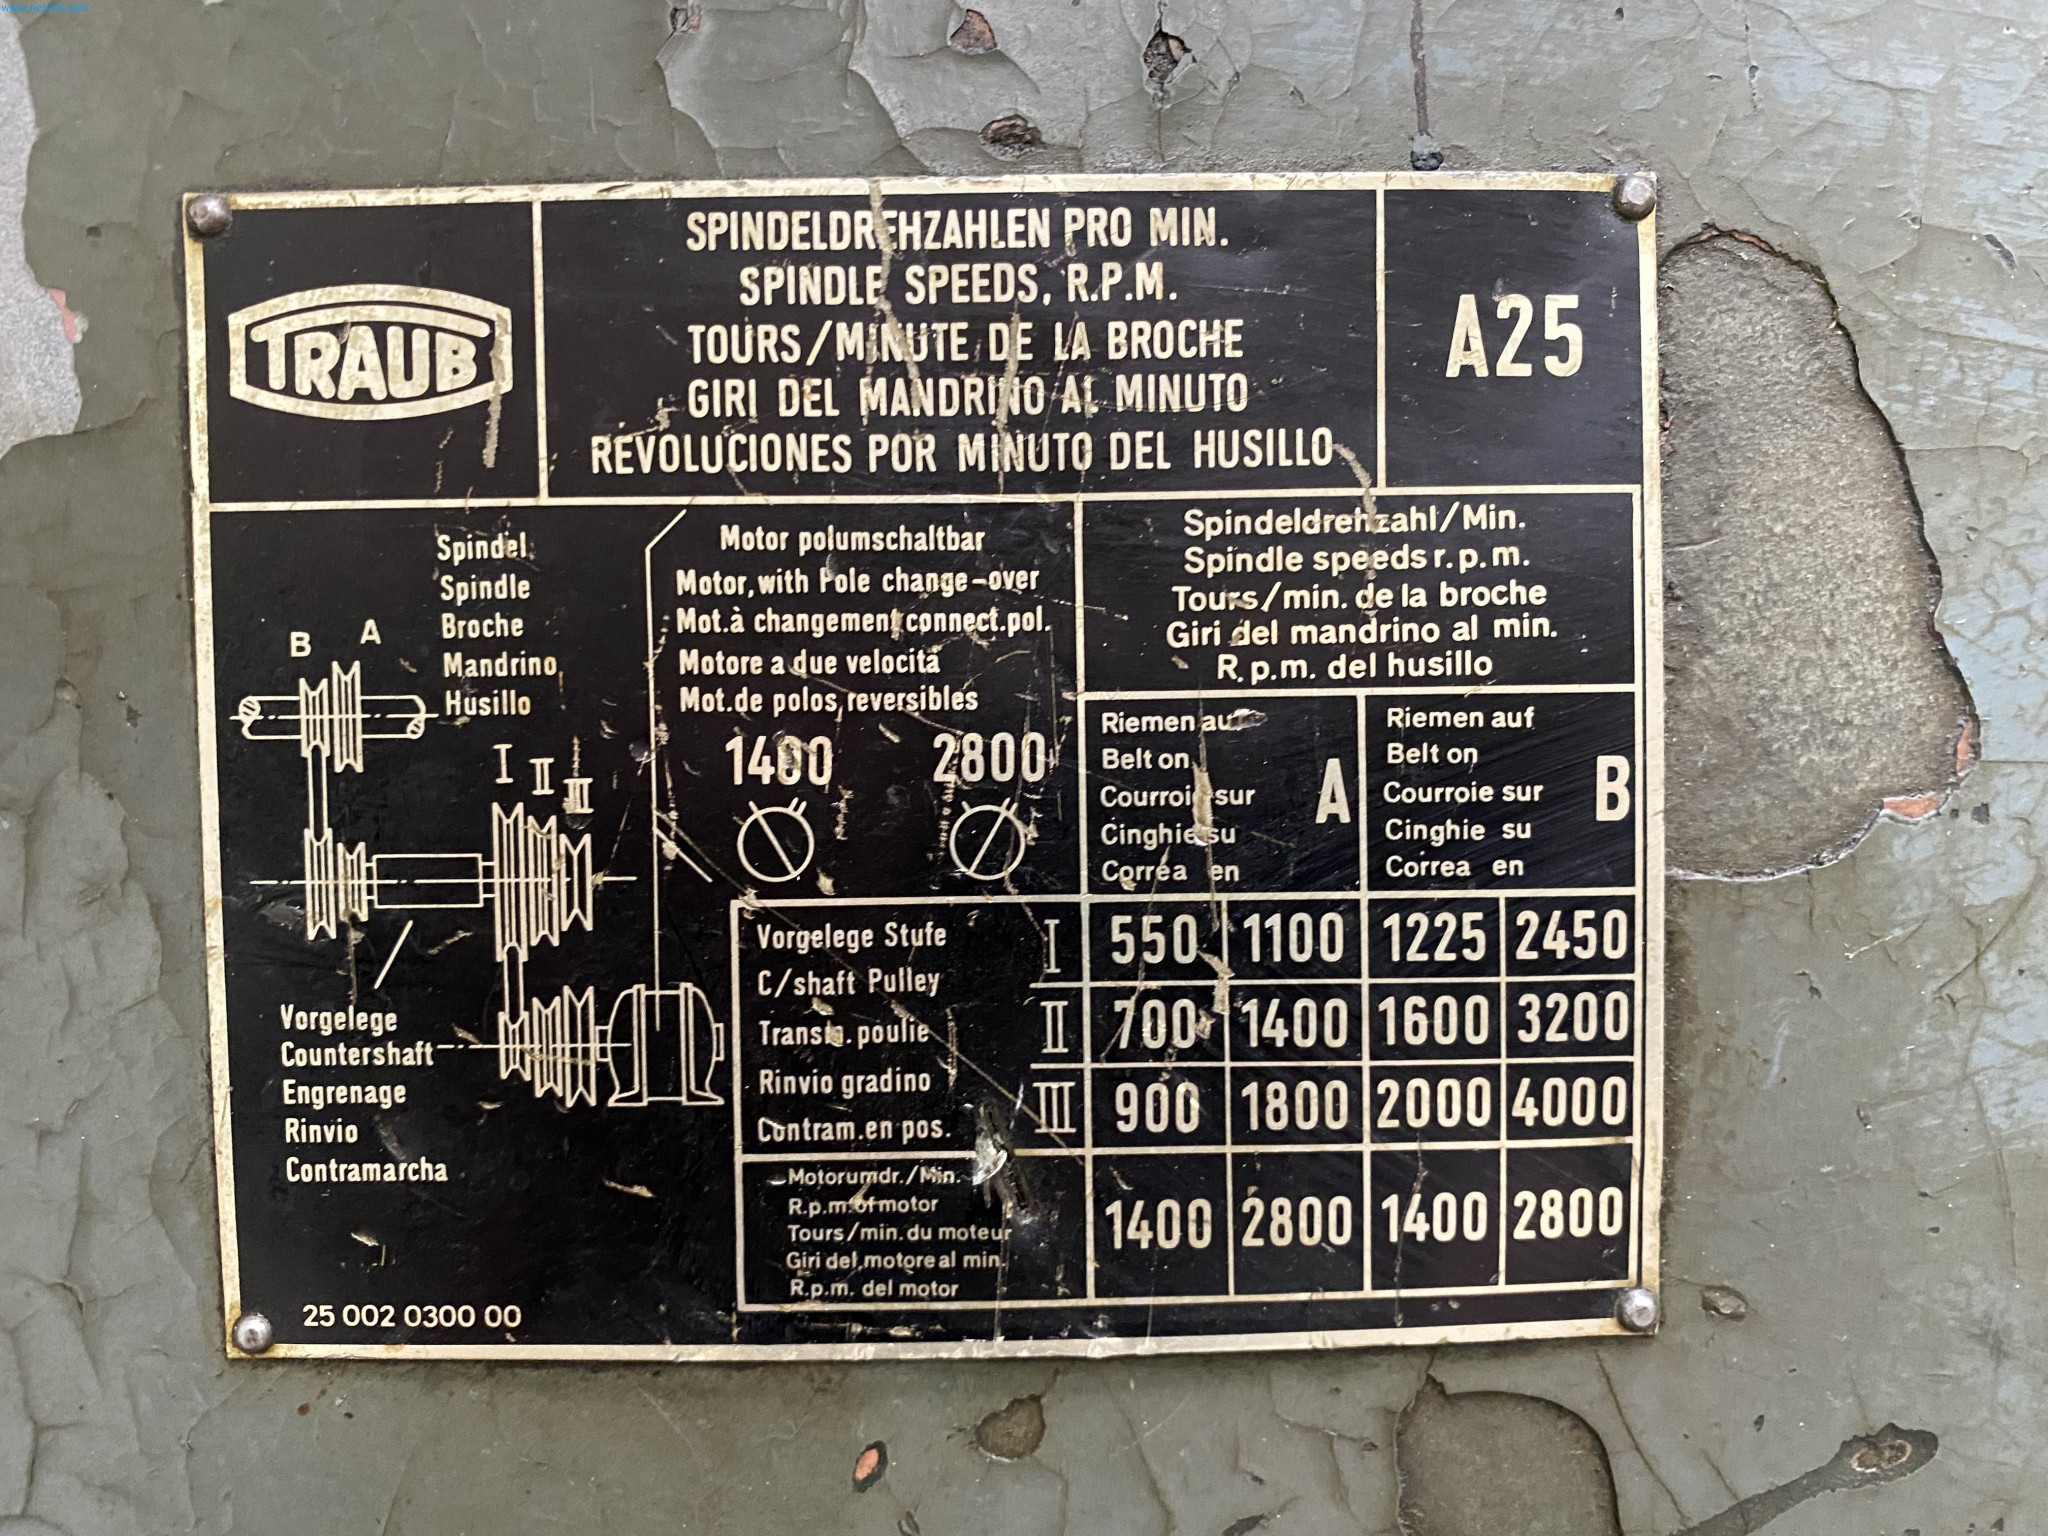 TRAUB
SPINDELDREHZAHLEN PRO MIN.
SPINDLE SPEEDS, R.P.M.
TOURS/MINUTE DE LA BROCHE
GIRI DEL MANDRINO AL MINUTO
REVOLUCIONES POR MINUTO DEL HUSILLO
A25
B A
Spindel
Spindle
Broche
Mandrino
Husillo
I II III
Vorgelege
Countershaft
Engrenage
Rinvio
Contramarcha
25 002 0300 00
Motor polumschaltbar
Motor, with Pole change-over
Mot. à changement connect. pol.
Motore a due velocità
Mot. de polos reversibles
1400 2800
Spindeldrehzahl/Min.
Spindle speeds r.p.m.
Tours/min. de la broche
Giri del mandrino al min.
R.p.m. del husillo
Riemen auf
Belt on
Courroie sur
Cinghie su
Correa en
A
Riemen auf
Belt on
Courroie sur
Cinghie su
Correa en
B
Vorgelege Stufe
C/shaft Pulley
poulie
Rinvio gradino
Contram. en pos.
I 550 1100 1225 2450
II 700 1400 1600 3200
III 900 1800 2000 4000
Motorumdr./Min.
R.p.m. of motor
Tours/min. du moteur
Giri del motore al min.
R.p.m. del motor
1400 2800 1400 2800